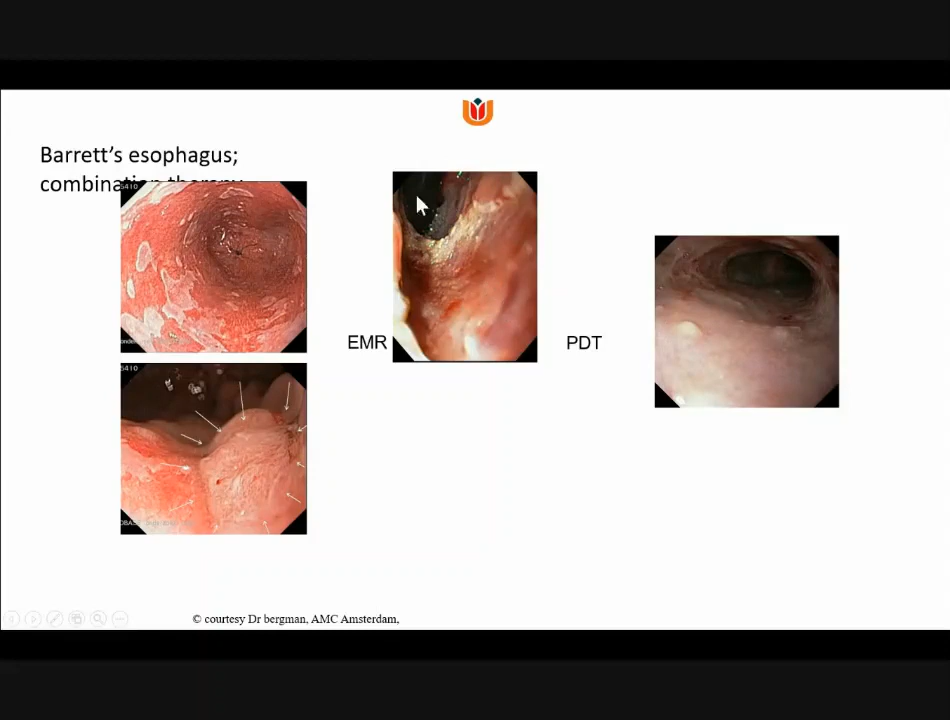 Barrett's esophagus;
combination therapy
EMR
PDT
© courtesy Dr bergman, AMC Amsterdam,